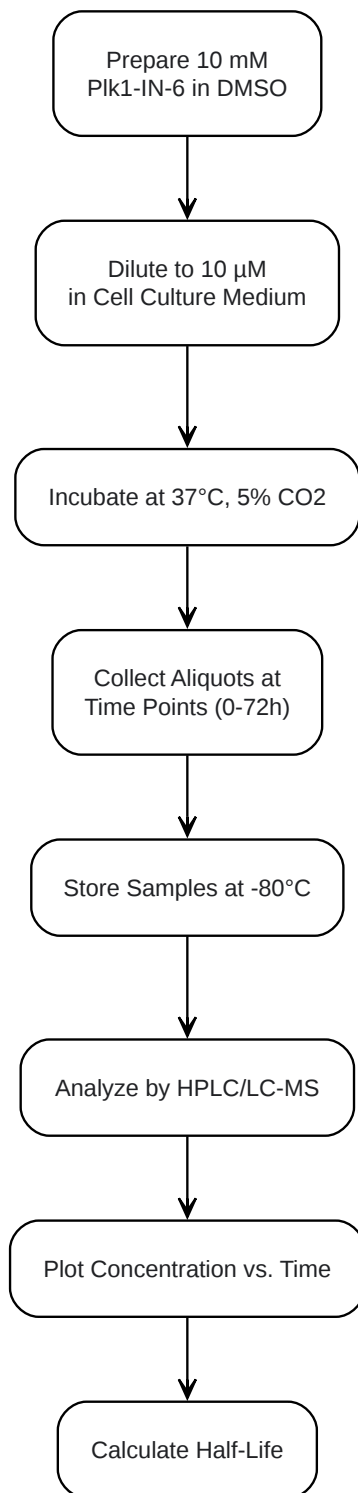 Prepare 10 mM
Plk1-IN-6 in DMSO
Dilute to 10 µM
in Cell Culture Medium
Incubate at 37°C, 5% CO2
Collect Aliquots at
Time Points (0-72h)
Store Samples at -80°C
Analyze by HPLC/LC-MS
Plot Concentration vs. Time
Calculate Half-Life